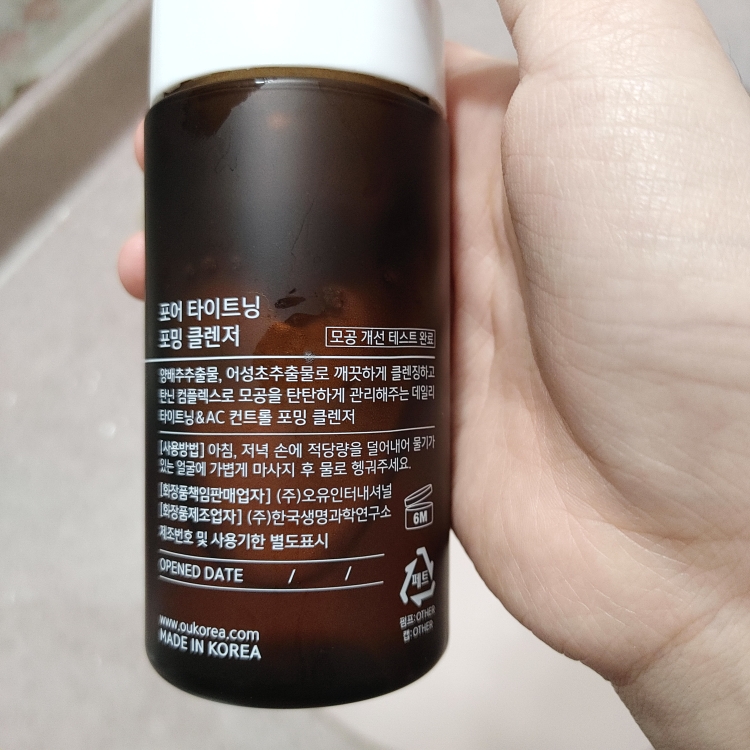 포어 타이트닝
포밍 클렌저
모공 개선 테스트 완료
양배추추출물, 어성초추출물로 깨끗하게 클렌징하고
탄닌 컴플렉스로 모공을 탄탄하게 관리해주는 데일리
타이트닝&AC 컨트롤 포밍 클렌저
[사용방법] 아침, 저녁 손에 적당량을 덜어내어 물기가
있는 얼굴에 가볍게 마사지 후 물로 헹궈주세요.
[화장품책임판매업자] (주)오유인터내셔널
[화장품제조업자] (주)한국생명과학연구소
6M
제조번호 및 사용기한 별도표시
OPENED DATE / /
페트
펌프:OTHER
캡:OTHER
www.oukorea.com
MADE IN KOREA